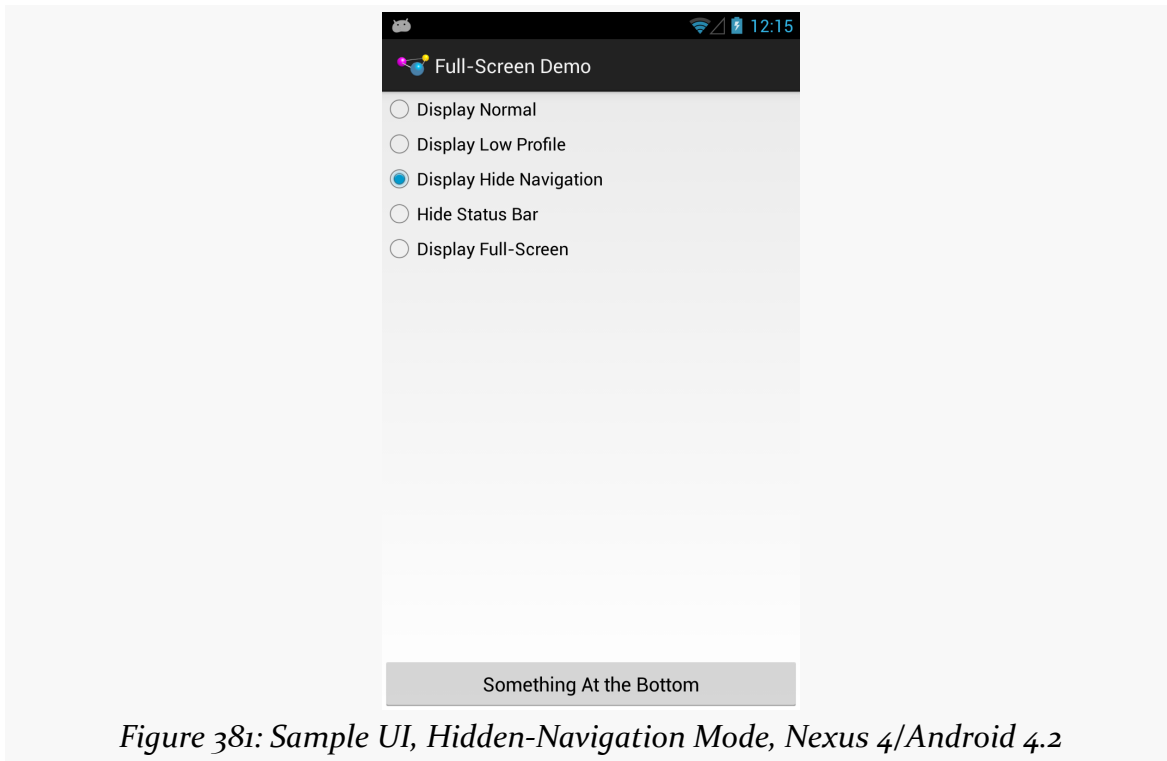 12:15
Full-Screen Demo
Display Normal
Display Low Profile
Display Hide Navigation
Hide Status Bar
Display Full-Screen
Something At the Bottom
Figure 381: Sample UI, Hidden-Navigation Mode, Nexus 4/Android 4.2